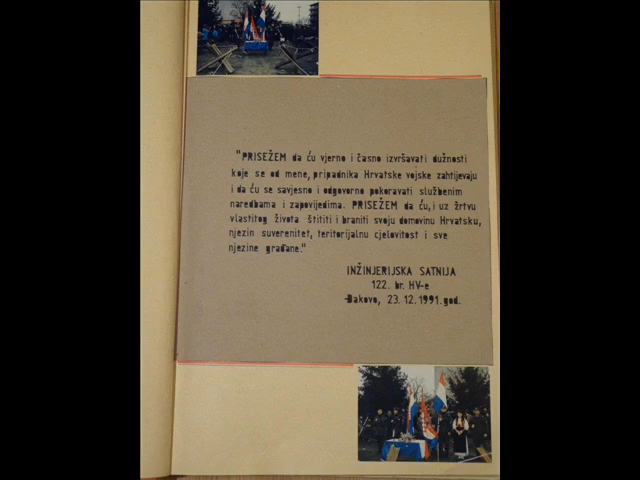 "PRISEŽEM da ću vjerno i časno izvršavati dužnosti
koje se od mene, pripadnika Hrvatske vojske zahtijevaju
i da ću se savjesno i odgovorno pokoravati službenim
naredbama i zapovijedima. PRISEŽEM da ću, i uz žrtvu
vlastitog života štititi i braniti svoju domovinu Hrvatsku,
njezin suverenitet, teritorijalnu cjelovitost i sve
njezine građane."
INŽINJERIJSKA SATNIJA
122. br. HV-e
Đakovo, 23.12.1991.god.